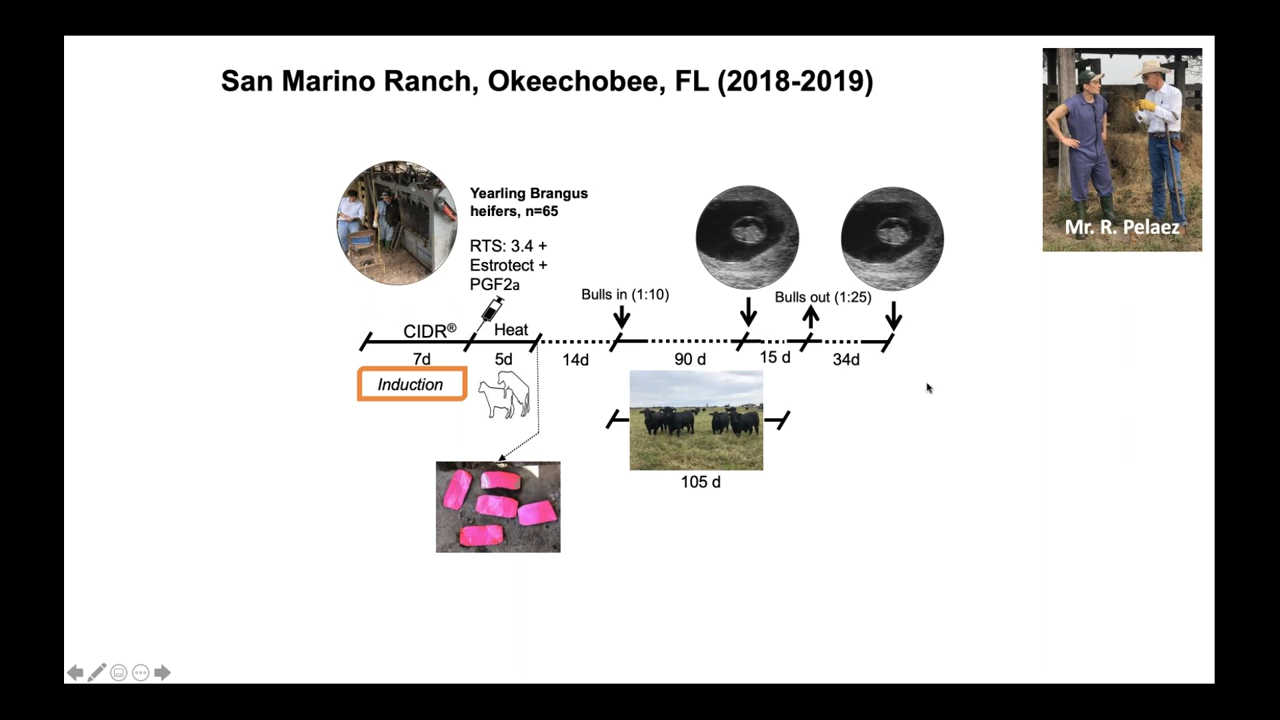 San Marino Ranch, Okeechobee, FL (2018-2019)
Mr. R. Pelaez
Yearling Brangus
heifers, n=65
RTS: 3.4 +
Estrotect +
PGF2a
Bulls in (1:10)
Bulls out (1:25)
CIDR®
Heat
7d
5d
14d
90 d
15 d
34d
Induction
105 d